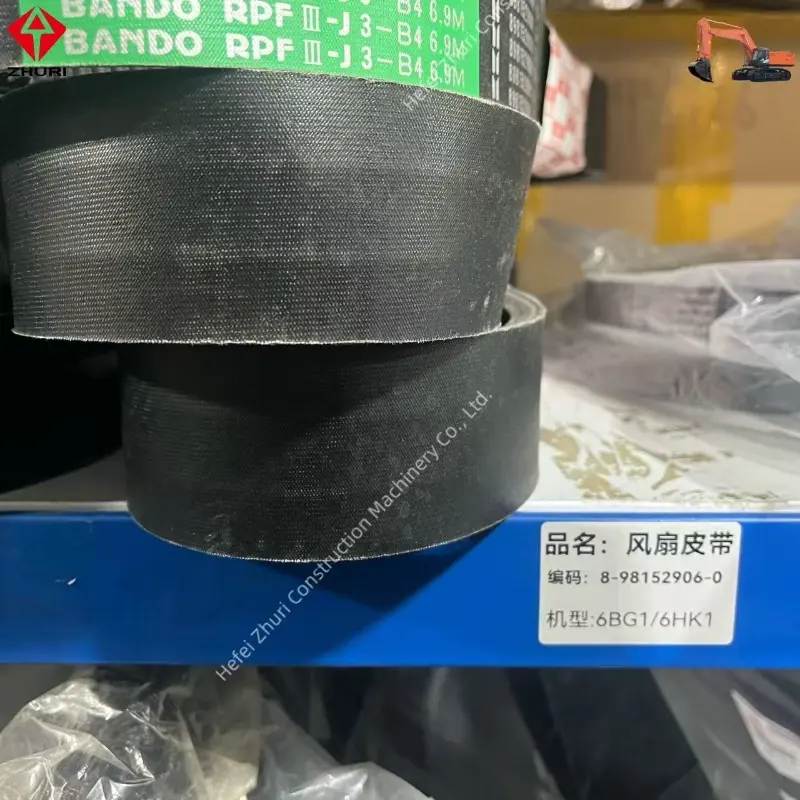 BANDO RPF III-J 3-B4 6.9M
BANDO RPF III-J 3-B4 6.9M
ZHURI
Hefei Zhuri Construction Machinery Co., Ltd.
品名：风扇皮带
编码：8-98152906-0
机型:6BG1/6HK1